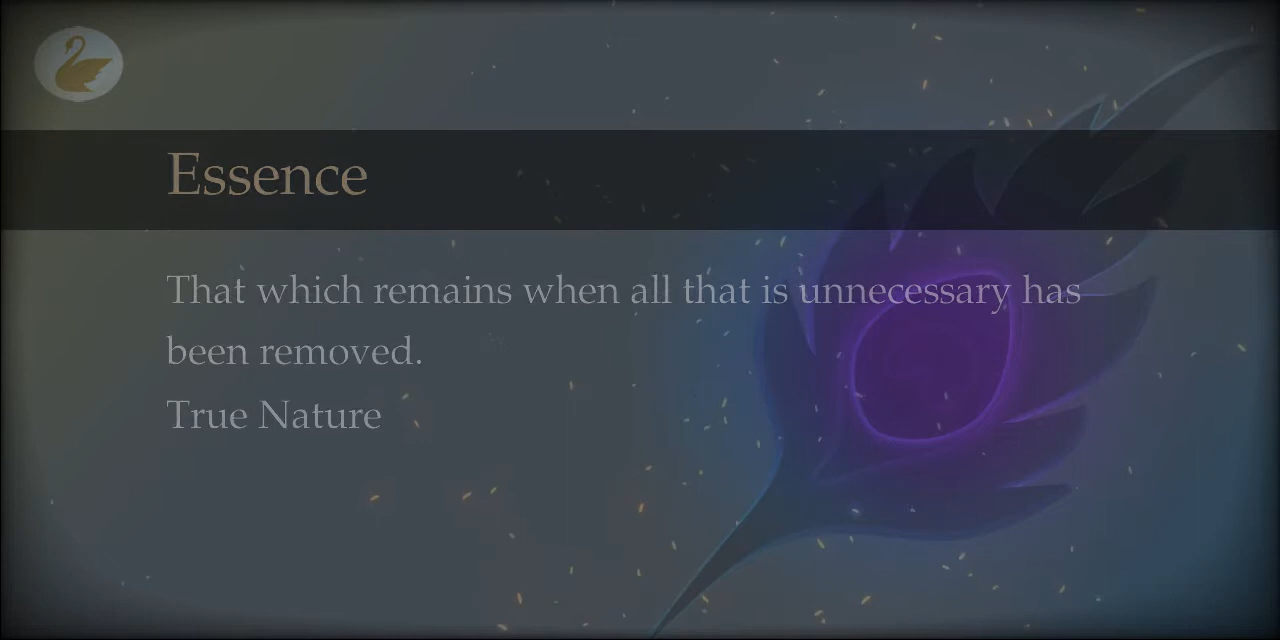 Essence
That which remains when all that is unnecessary has
been removed.
True Nature